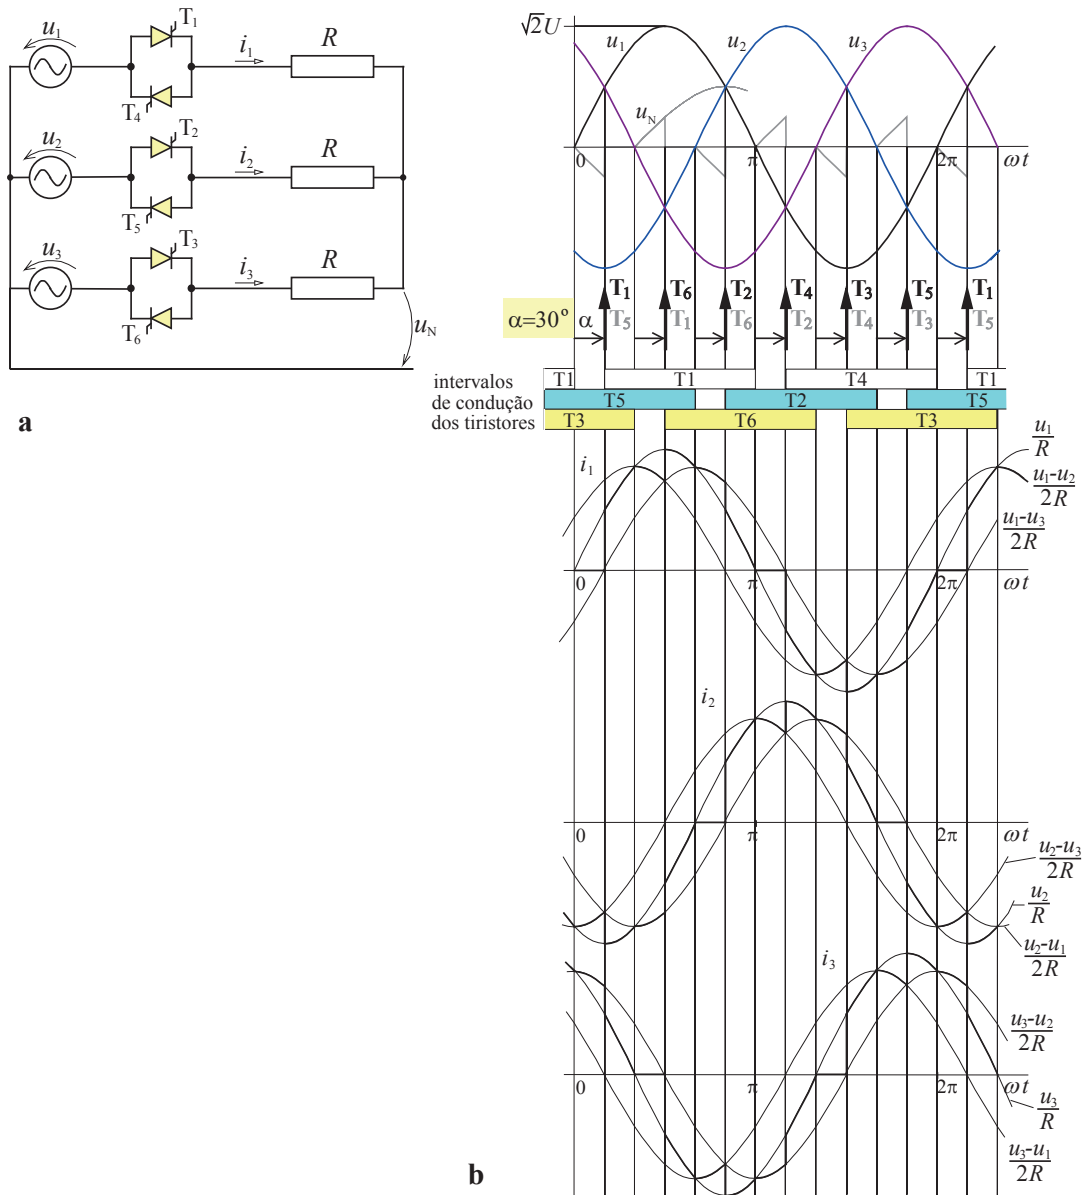 u₁ T₁ i₁ R
T₄
u₂ T₂ i₂ R
T₅
u₃ T₃ i₃ R
T₆
u_N
a
√2U u₁ u₂ u₃
u_N
0 π 2π ωt
T₁ T₆ T₂ T₄ T₃ T₅ T₁
α=30° α T₅ T₁ T₆ T₂ T₄ T₃ T₅
intervalos
de condução
dos tiristores
T1 T1 T4 T1
T5 T2 T5
T3 T6 T3
i₁
u₁/R
u₁-u₂/2R
u₁-u₃/2R
0 π 2π ωt
i₂
0 π 2π ωt
u₂-u₃/2R
u₂/R
u₂-u₁/2R
i₃
u₃-u₂/2R
0 π 2π ωt
u₃/R
u₃-u₁/2R
b